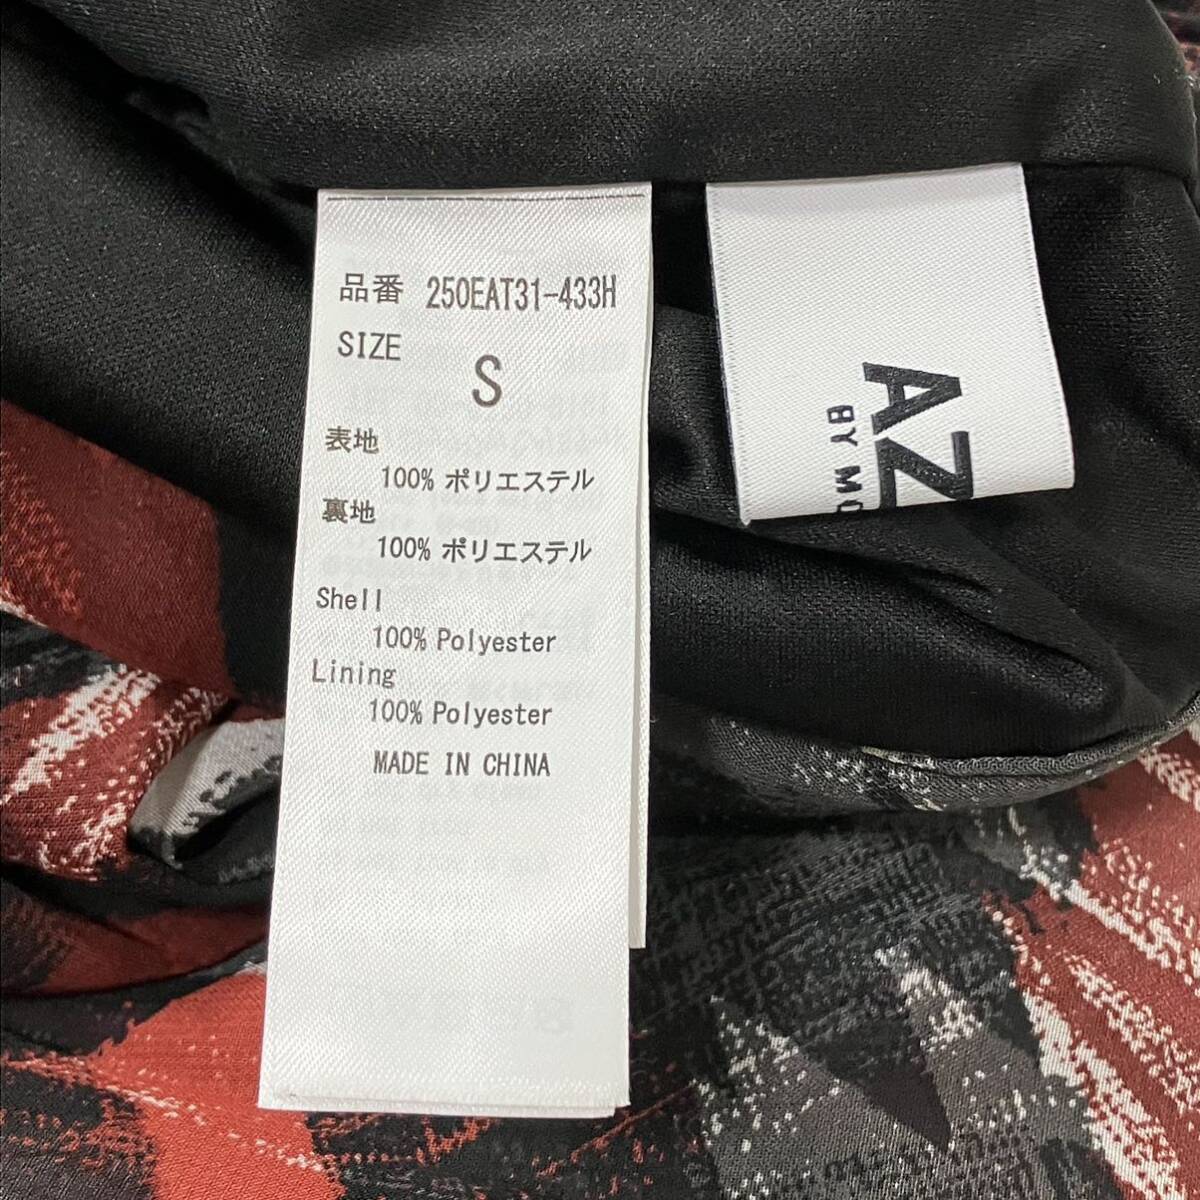 品番 250EAT31-433H
SIZE
S
表地
100% ポリエステル
裏地
100% ポリエステル
Shell
100% Polyester
Lining
100% Polyester
MADE IN CHINA
AZ
BY MO